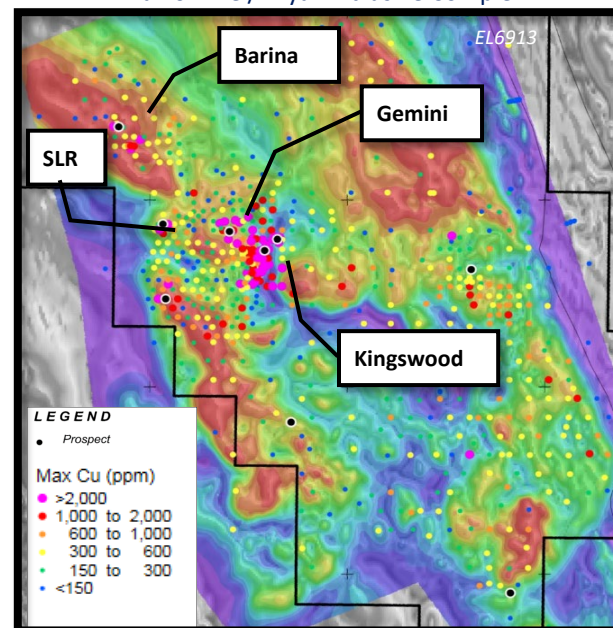 EL6913
Barina
Gemini
SLR
Kingswood
LEGEND
Prospect
Max Cu (ppm)
>2,000
1,000 to 2,000
600 to 1,000
300 to 600
150 to 300
<150